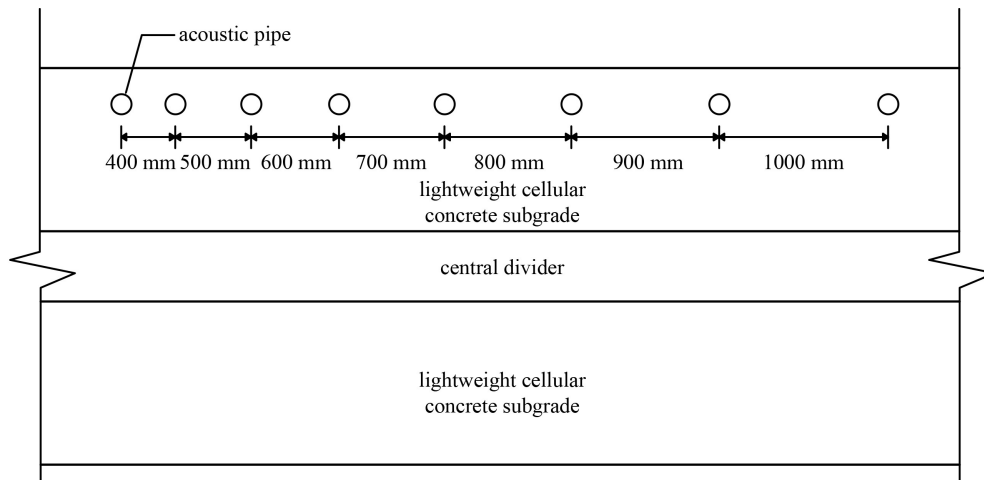 acoustic pipe
400 mm 500 mm 600 mm 700 mm 800 mm 900 mm 1000 mm
lightweight cellular
concrete subgrade
central divider
lightweight cellular
concrete subgrade